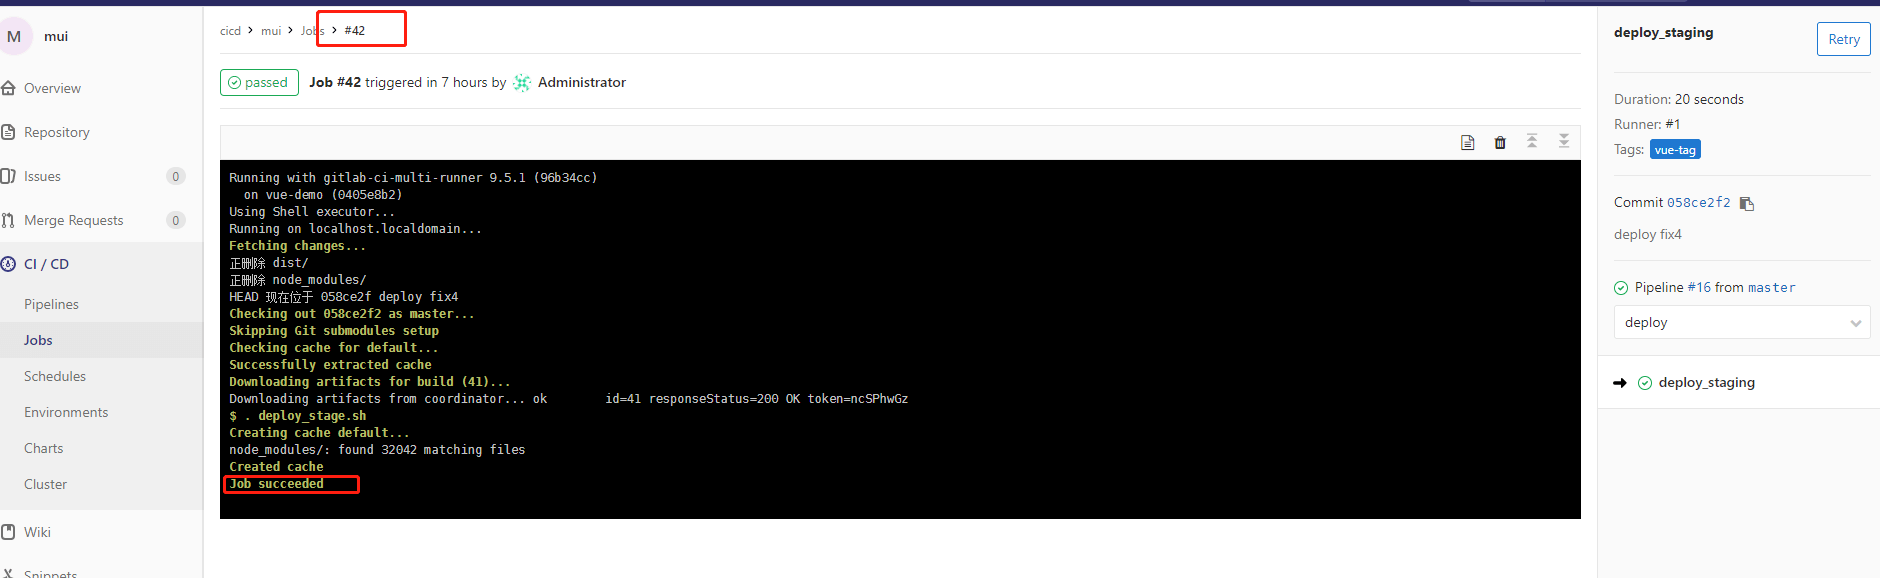 M mui
Overview
Repository
Issues 0
Merge Requests 0
CI / CD
Pipelines
Jobs
Schedules
Environments
Charts
Cluster
Wiki
Snippets
cicd > mui > Jobs > #42
passed Job #42 triggered in 7 hours by Administrator
Running with gitlab-ci-multi-runner 9.5.1 (96b34cc)
on vue-demo (0405e8b2)
Using Shell executor...
Running on localhost.localdomain...
Fetching changes...
正删除 dist/
正删除 node_modules/
HEAD 现在位于 058ce2f deploy fix4
Checking out 058ce2f2 as master...
Skipping Git submodules setup
Checking cache for default...
Successfully extracted cache
Downloading artifacts for build (41)...
Downloading artifacts from coordinator... ok id=41 responseStatus=200 OK token=ncSPhwGz
$ . deploy_stage.sh
Creating cache default...
node_modules/: found 32042 matching files
Created cache
Job succeeded
deploy_staging
Retry
Duration: 20 seconds
Runner: #1
Tags: vue-tag
Commit 058ce2f2
deploy fix4
Pipeline #16 from master
deploy
deploy_staging